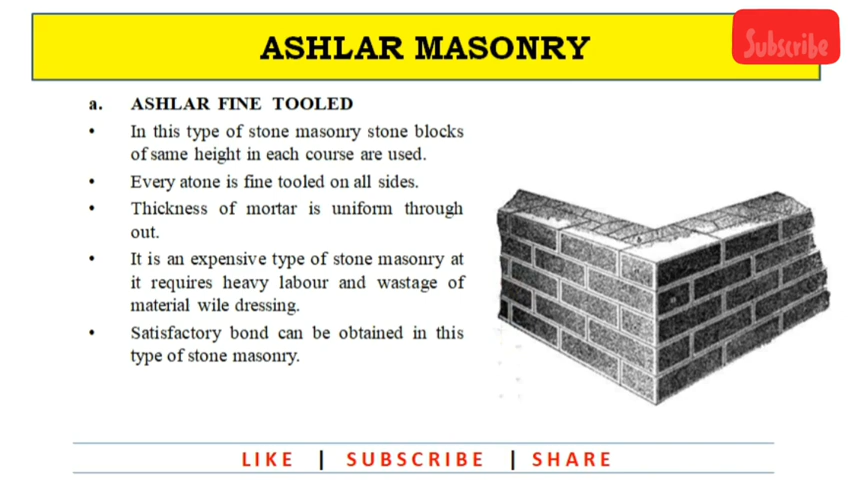 ASHLAR MASONRY
Subscribe
a. ASHLAR FINE TOOLED
• In this type of stone masonry stone blocks
of same height in each course are used.
• Every atone is fine tooled on all sides.
• Thickness of mortar is uniform through
out.
• It is an expensive type of stone masonry at
it requires heavy labour and wastage of
material wile dressing.
• Satisfactory bond can be obtained in this
type of stone masonry.
LIKE | SUBSCRIBE | SHARE